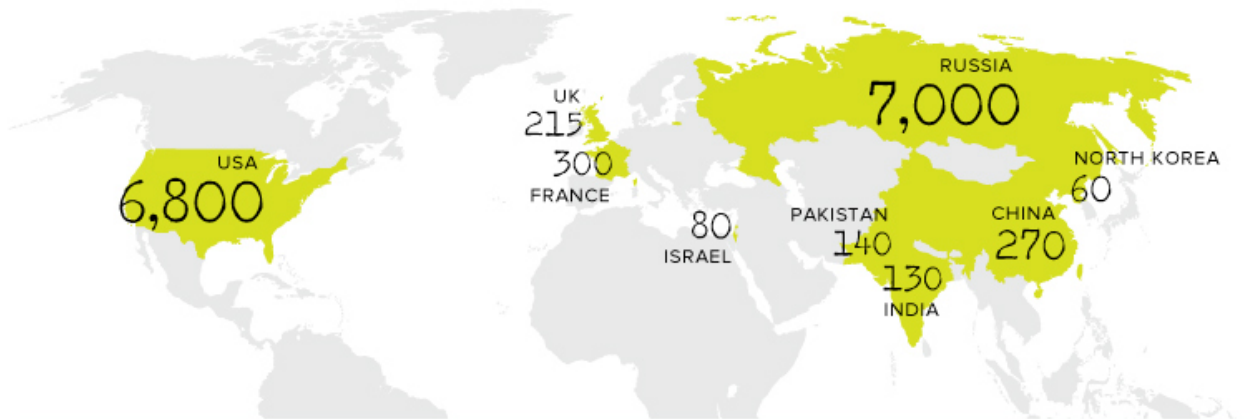 RUSSIA
7,000
UK
215
USA
6,800
300
FRANCE
NORTH KOREA
60
80
ISRAEL
PAKISTAN
140
CHINA
270
130
INDIA